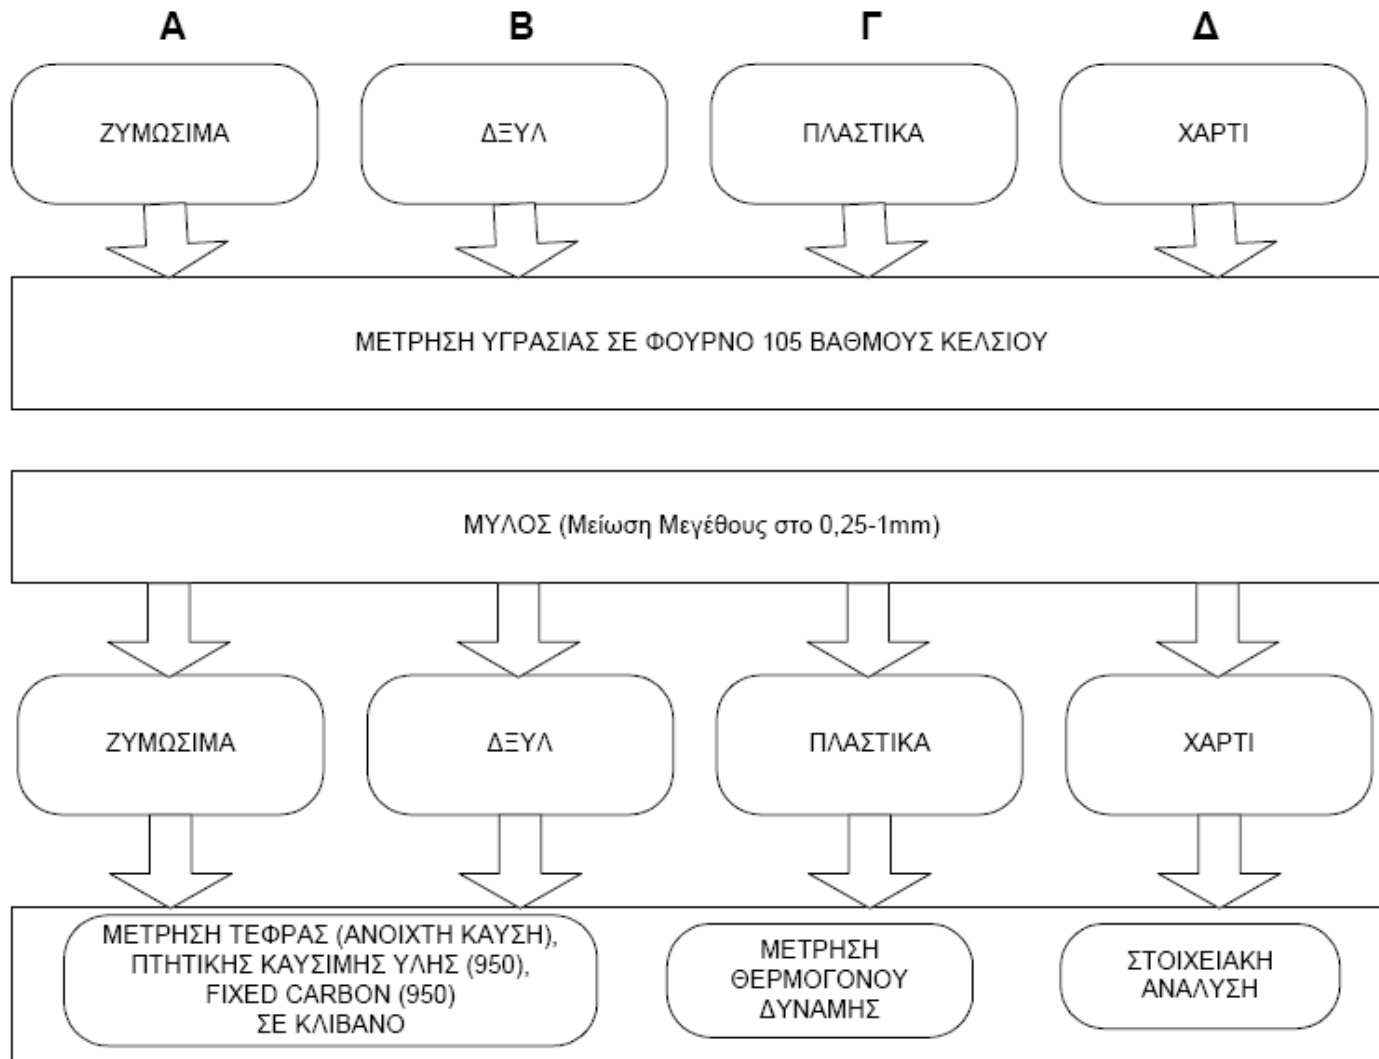 Α Β Γ Δ
ΖΥΜΩΣΙΜΑ ΔΞΥΛ ΠΛΑΣΤΙΚΑ ΧΑΡΤΙ
ΜΕΤΡΗΣΗ ΥΓΡΑΣΙΑΣ ΣΕ ΦΟΥΡΝΟ 105 ΒΑΘΜΟΥΣ ΚΕΛΣΙΟΥ
ΜΥΛΟΣ (Μείωση Μεγέθους στο 0,25-1mm)
ΖΥΜΩΣΙΜΑ ΔΞΥΛ ΠΛΑΣΤΙΚΑ ΧΑΡΤΙ
ΜΕΤΡΗΣΗ ΤΕΦΡΑΣ (ΑΝΟΙΧΤΗ ΚΑΥΣΗ),
ΠΤΗΤΙΚΗΣ ΚΑΥΣΙΜΗΣ ΥΛΗΣ (950),
FIXED CARBON (950)
ΣΕ ΚΛΙΒΑΝΟ
ΜΕΤΡΗΣΗ
ΘΕΡΜΟΓΟΝΟΥ
ΔΥΝΑΜΗΣ
ΣΤΟΙΧΕΙΑΚΗ
ΑΝΑΛΥΣΗ